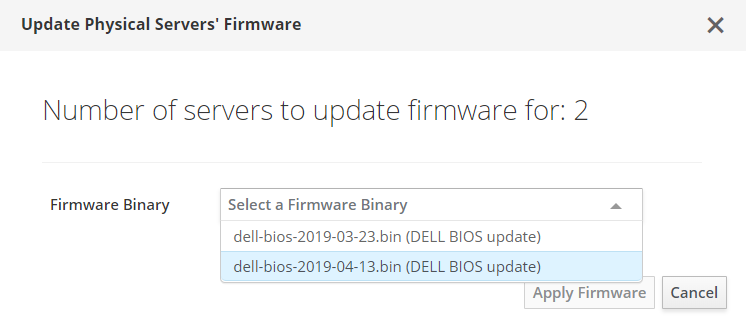 Update Physical Servers' Firmware
Number of servers to update firmware for: 2
Firmware Binary
Select a Firmware Binary
dell-bios-2019-03-23.bin (DELL BIOS update)
dell-bios-2019-04-13.bin (DELL BIOS update)
Apply Firmware
Cancel